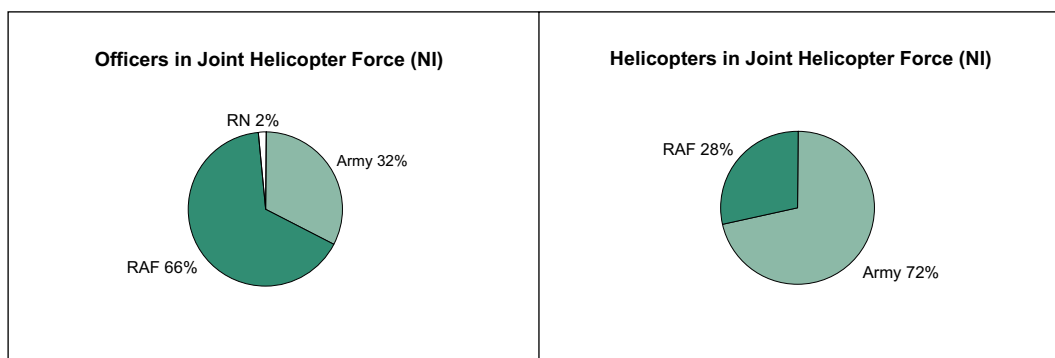 Officers in Joint Helicopter Force (NI)
RN 2%
Army 32%
RAF 66%
Helicopters in Joint Helicopter Force (NI)
RAF 28%
Army 72%